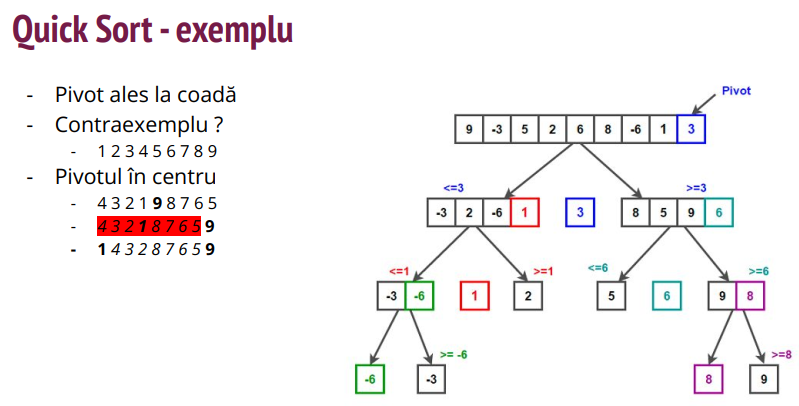 Quick Sort - exemplu
- Pivot ales la coadă
- Contraexemplu ?
- 1 2 3 4 5 6 7 8 9
- Pivotul în centru
- 4 3 2 1 9 8 7 6 5
- 4 3 2 1 8 7 6 5 9
- 1 4 3 2 8 7 6 5 9
Pivot
9 -3 5 2 6 8 -6 1 3
<=3 >=3
-3 2 -6 1 3 8 5 9 6
<=1 >=1 <=6 >=6
-3 -6 1 2 5 6 9 8
>= -6 >=8
-6 -3 8 9